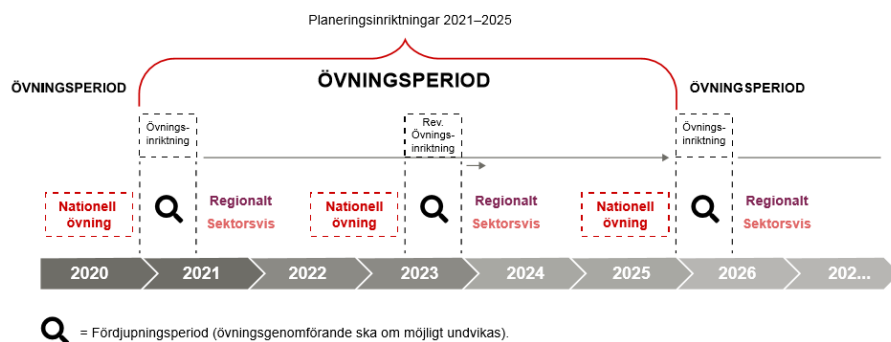 Planeringsinriktningar 2021–2025
ÖVNINGSPERIOD
ÖVNINGSPERIOD
ÖVNINGSPERIOD
Övnings-
inriktning
Rev.
Övnings-
inriktning
Övnings-
inriktning
Nationell
övning
Regionalt
Sektorsvis
Nationell
övning
Regionalt
Sektorsvis
Nationell
övning
Regionalt
Sektorsvis
2020 2021 2022 2023 2024 2025 2026 202...
= Fördjupningsperiod (övningsgenomförande ska om möjligt undvikas).